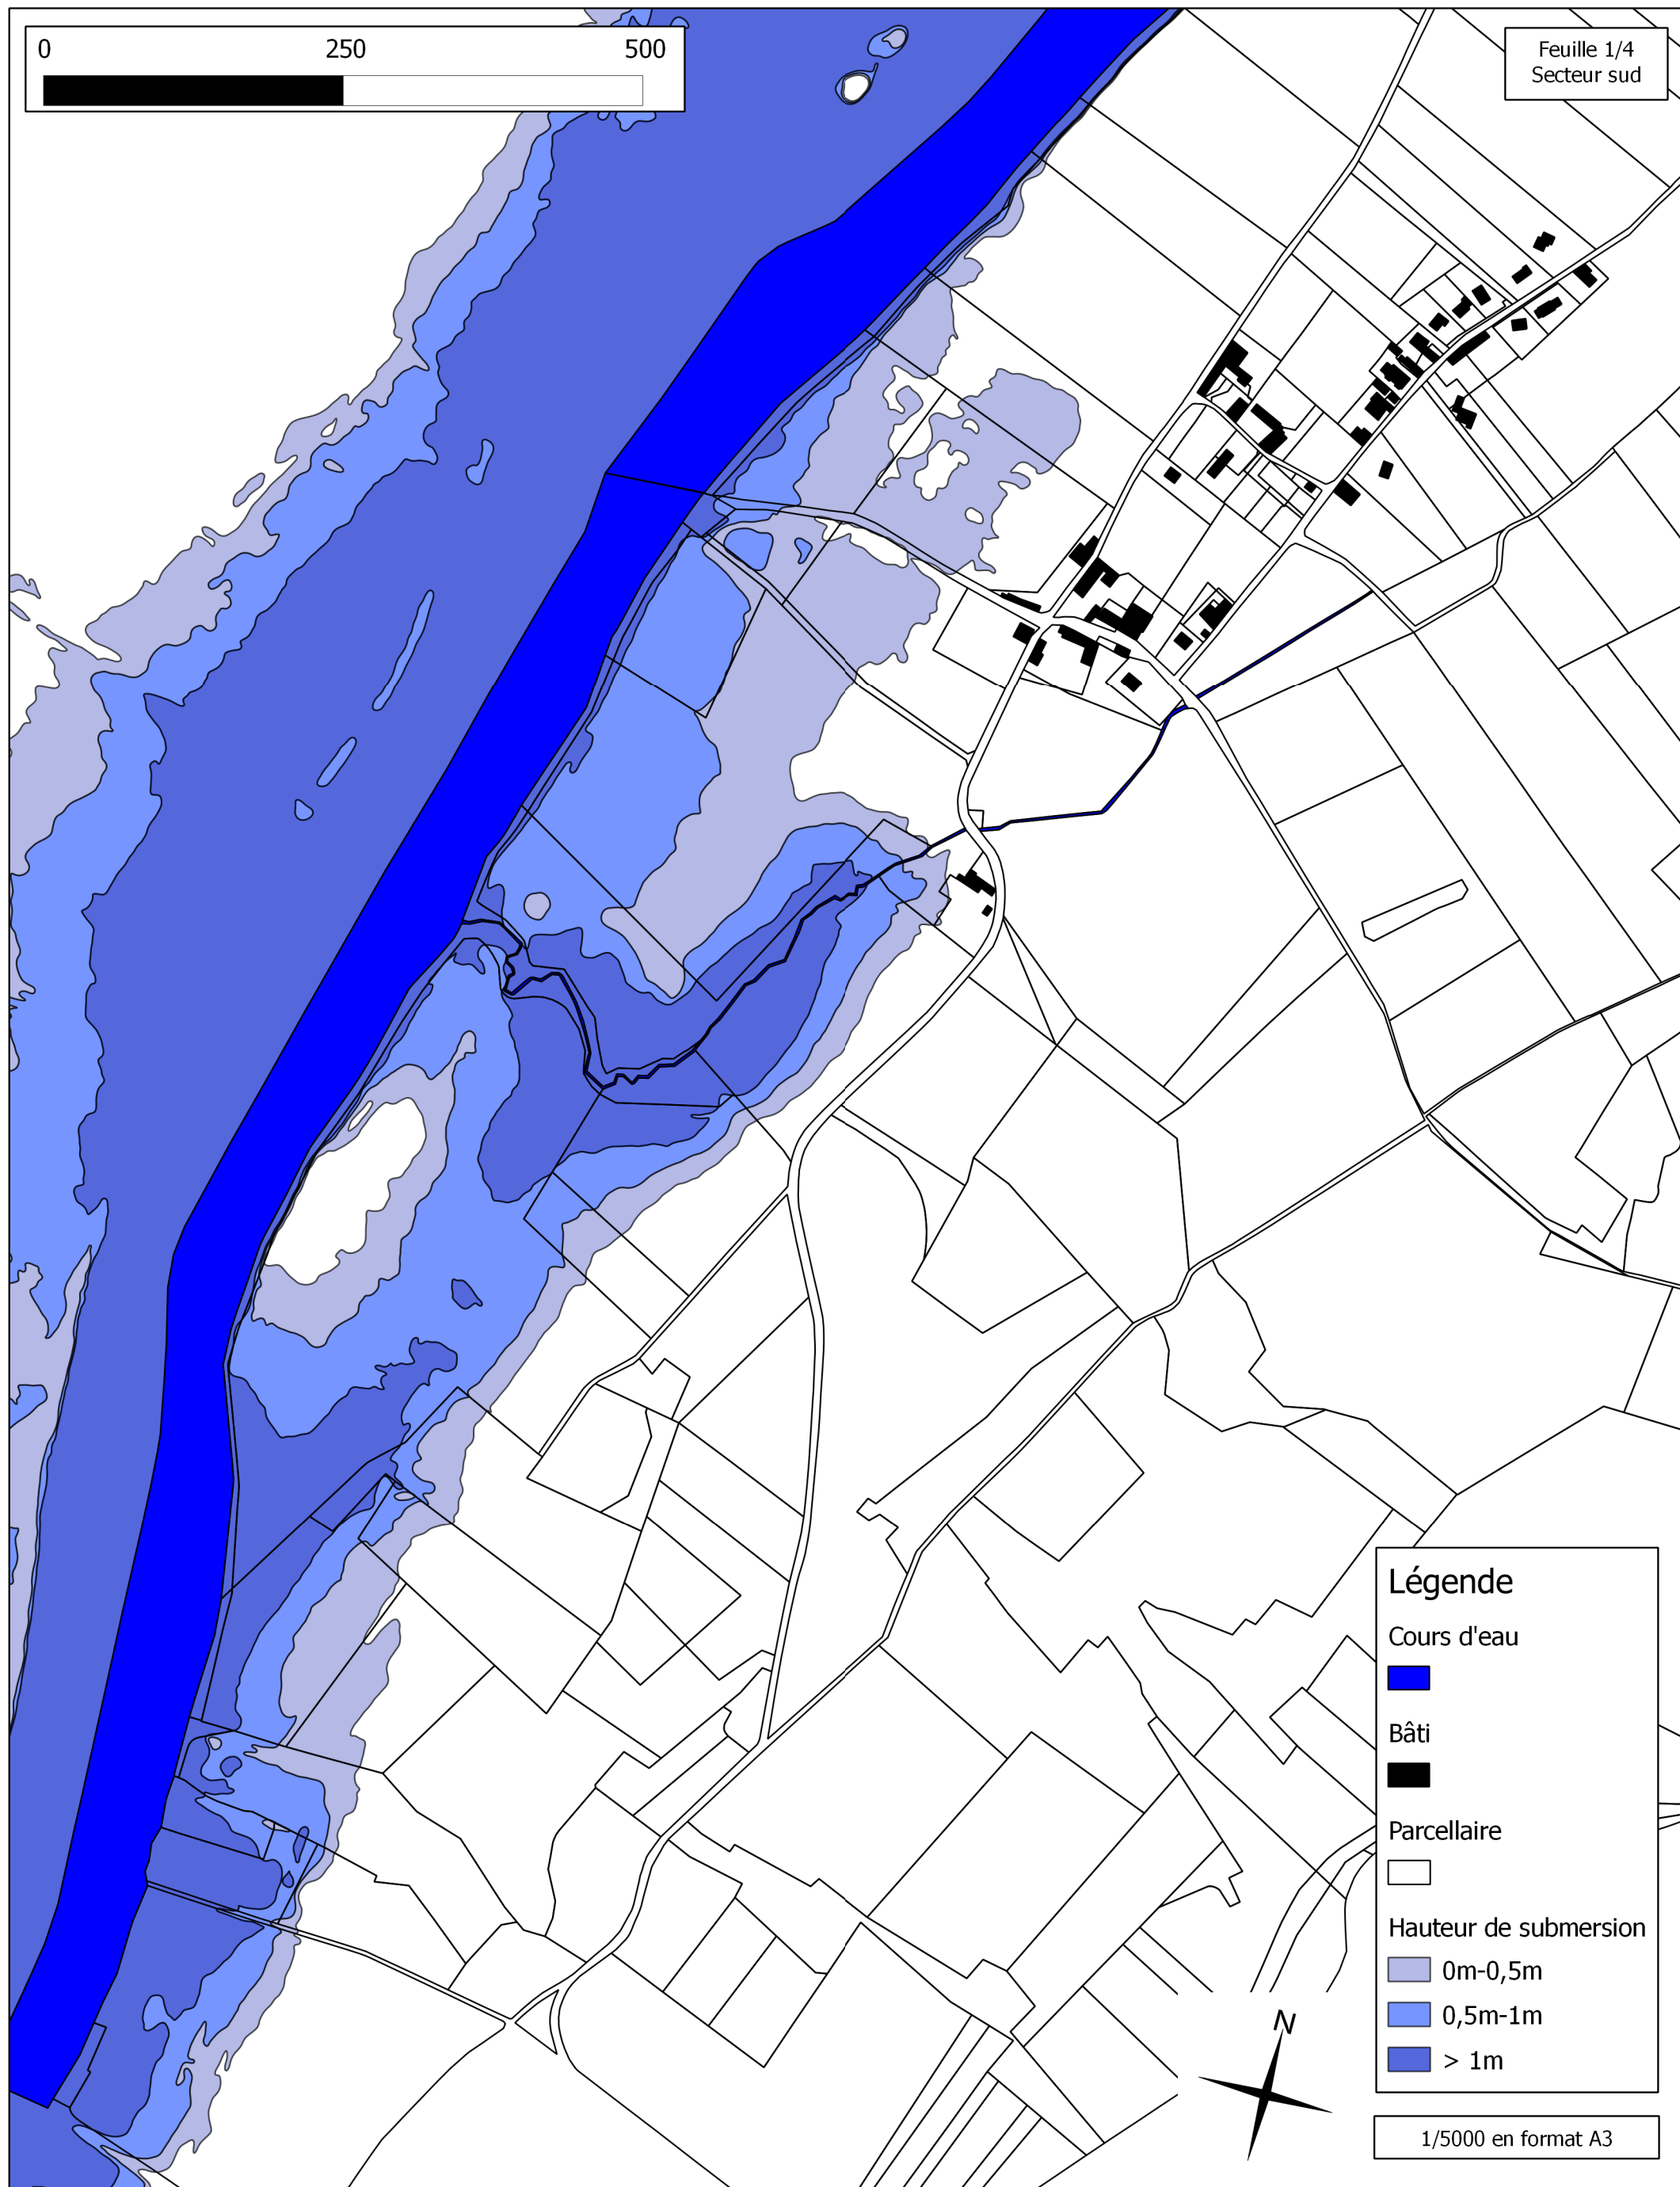 0 250 500
Feuille 1/4
Secteur sud
Légende
Cours d'eau
Bâti
Parcellaire
Hauteur de submersion
0m-0,5m
0,5m-1m
> 1m
N
1/5000 en format A3